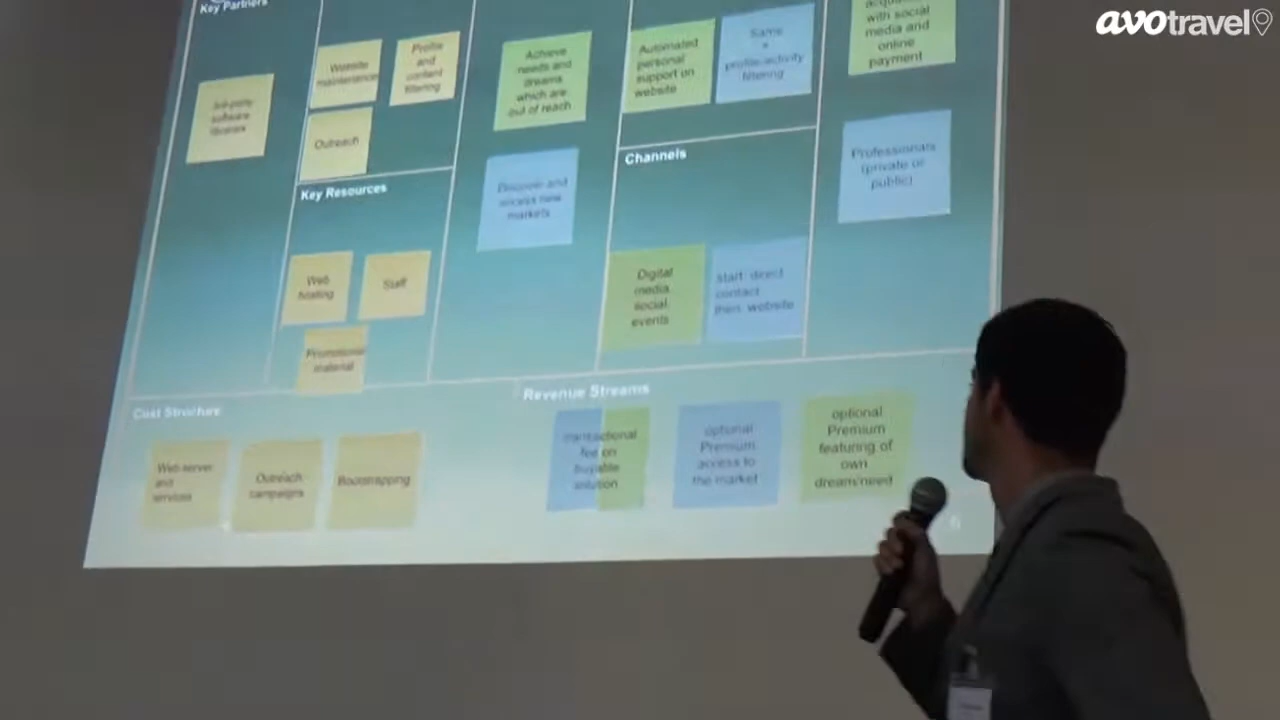 avotravel
Key Partners
3rd-party
software
libraries
Website
maintenance
Profile
and
content
filtering
Outreach
Key Resources
Web
hosting
Staff
Promotional
material
Achieve
needs and
dreams
which are
out of reach
Discover and
access new
markets
Automated
personal
support on
website
Same
+
profile/activity
filtering
Channels
Digital
media,
social
events
start: direct
contact
then: website
with social
media and
online
payment
Professionals
(private or
public)
Cost Structure
Web server
and
services
Outreach
campaigns
Bootstrapping
Revenue Streams
transactional
fee on
buyable
solution
optional
Premium
access to
the market
optional
Premium
featuring of
own
dream/need